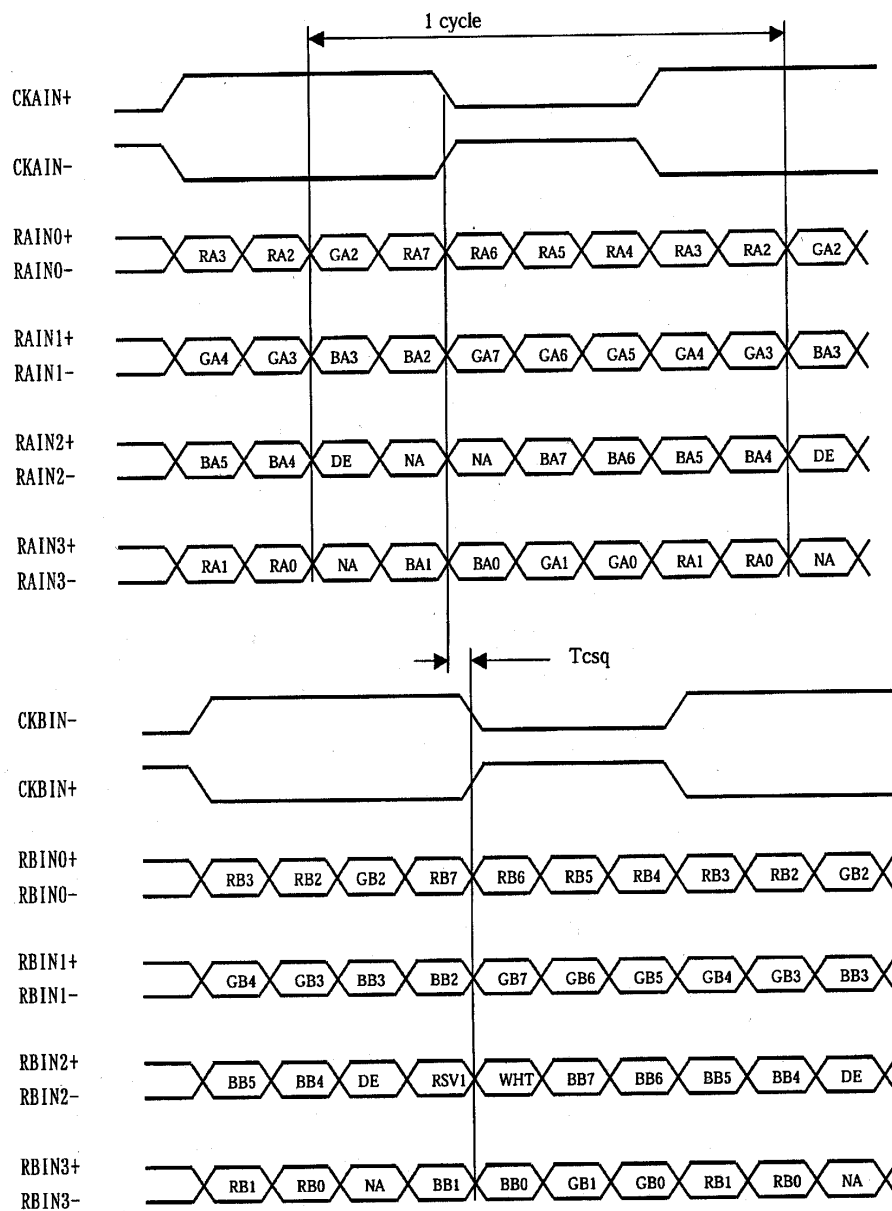 1 cycle
CKAIN+
CKAIN-
RAIN0+
RA3 RA2 GA2 RA7 RA6 RA5 RA4 RA3 RA2 GA2
RAIN0-
RAIN1+
GA4 GA3 BA3 BA2 GA7 GA6 GA5 GA4 GA3 BA3
RAIN1-
RAIN2+
BA5 BA4 DE NA NA BA7 BA6 BA5 BA4 DE
RAIN2-
RAIN3+
RA1 RA0 NA BA1 BA0 GA1 GA0 RA1 RA0 NA
RAIN3-
Tcsq
CKBIN-
CKBIN+
RBIN0+
RB3 RB2 GB2 RB7 RB6 RB5 RB4 RB3 RB2 GB2
RBIN0-
RBIN1+
GB4 GB3 BB3 BB2 GB7 GB6 GB5 GB4 GB3 BB3
RBIN1-
RBIN2+
BB5 BB4 DE RSV1 WHT BB7 BB6 BB5 BB4 DE
RBIN2-
RBIN3+
RB1 RB0 NA BB1 BB0 GB1 GB0 RB1 RB0 NA
RBIN3-